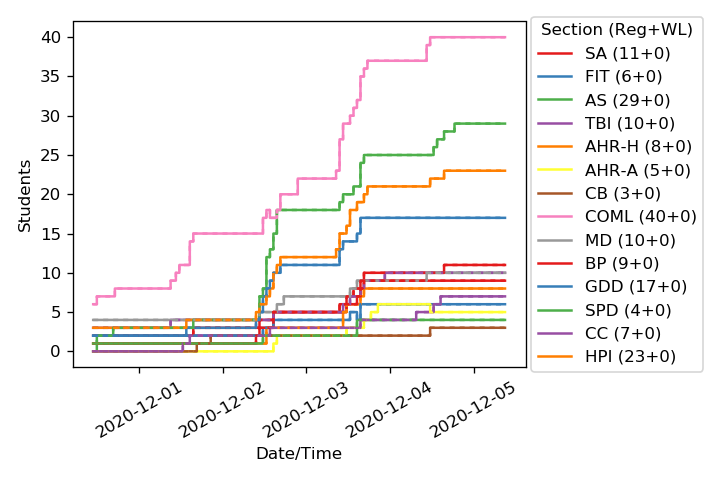 Students
40
35
30
25
20
15
10
5
0
2020-12-01
2020-12-02
2020-12-03
2020-12-04
2020-12-05
Date/Time
Section (Reg+WL)
SA (11+0)
FIT (6+0)
AS (29+0)
TBI (10+0)
AHR-H (8+0)
AHR-A (5+0)
CB (3+0)
COML (40+0)
MD (10+0)
BP (9+0)
GDD (17+0)
SPD (4+0)
CC (7+0)
HPI (23+0)